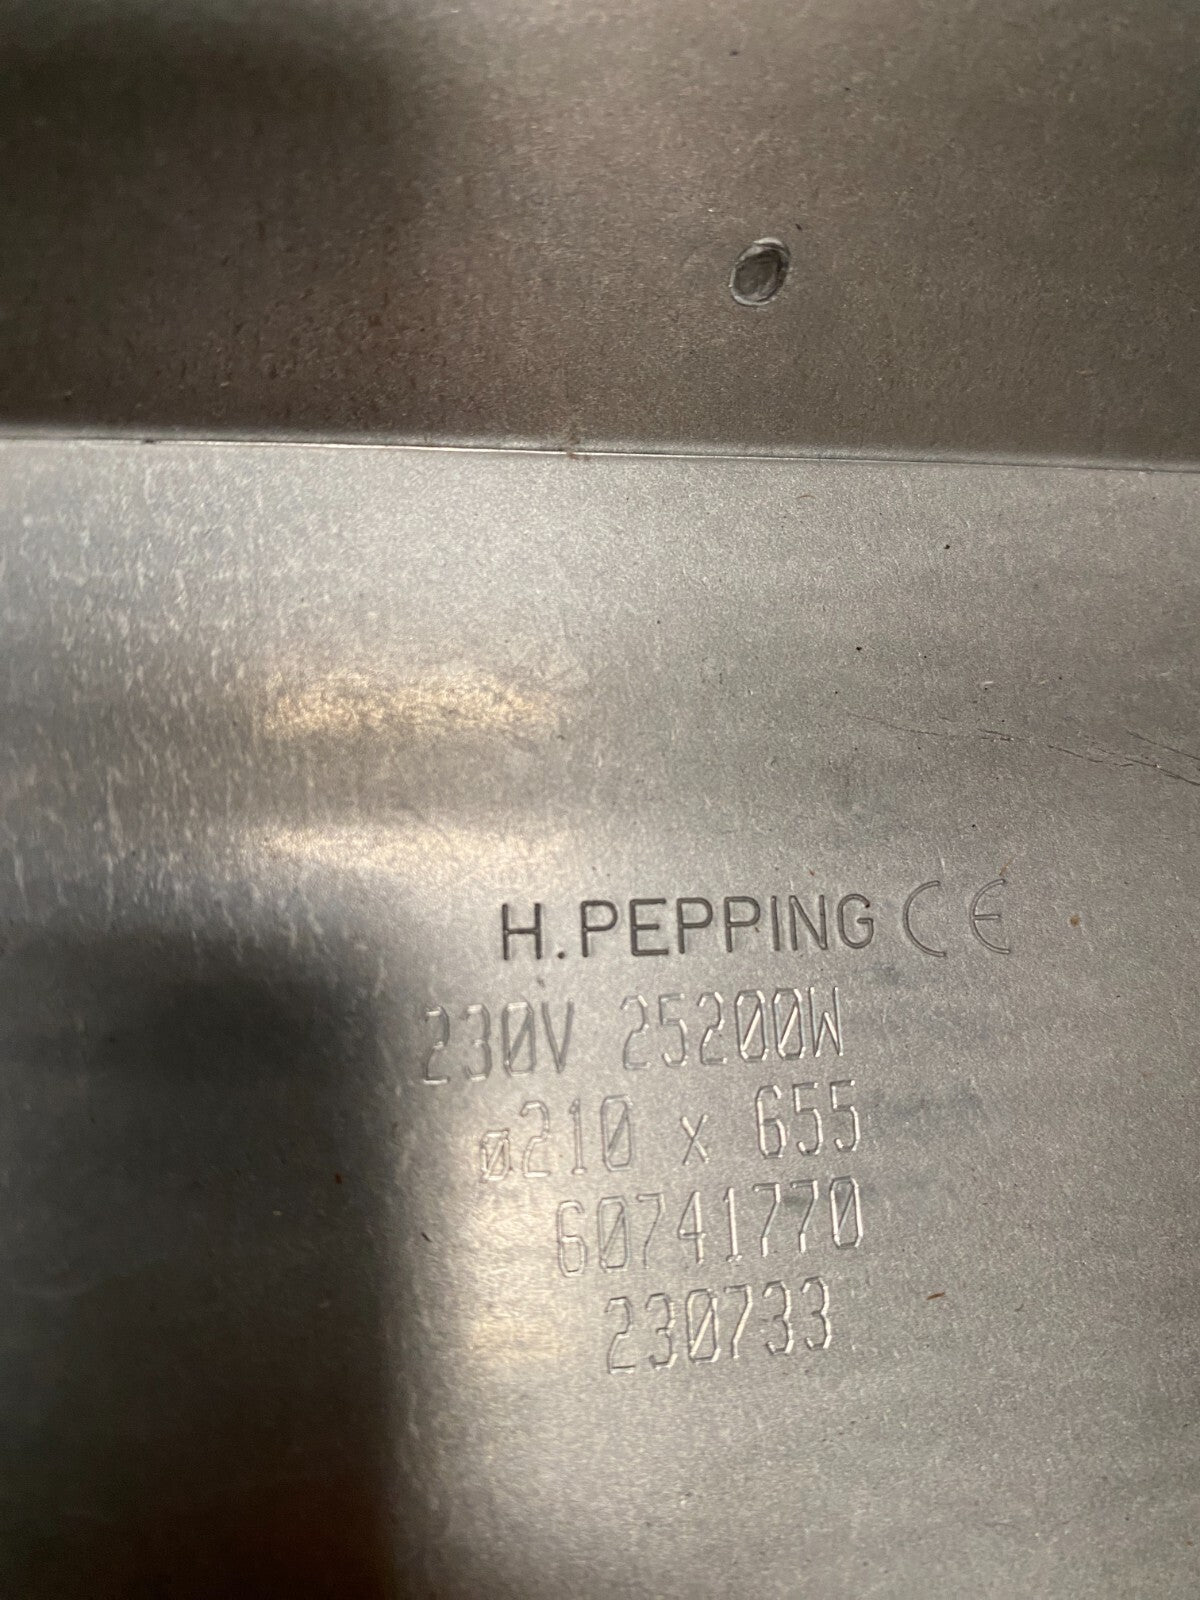 H.PEPPING CE
230V 25200W
ø210 x 655
60741770
230733